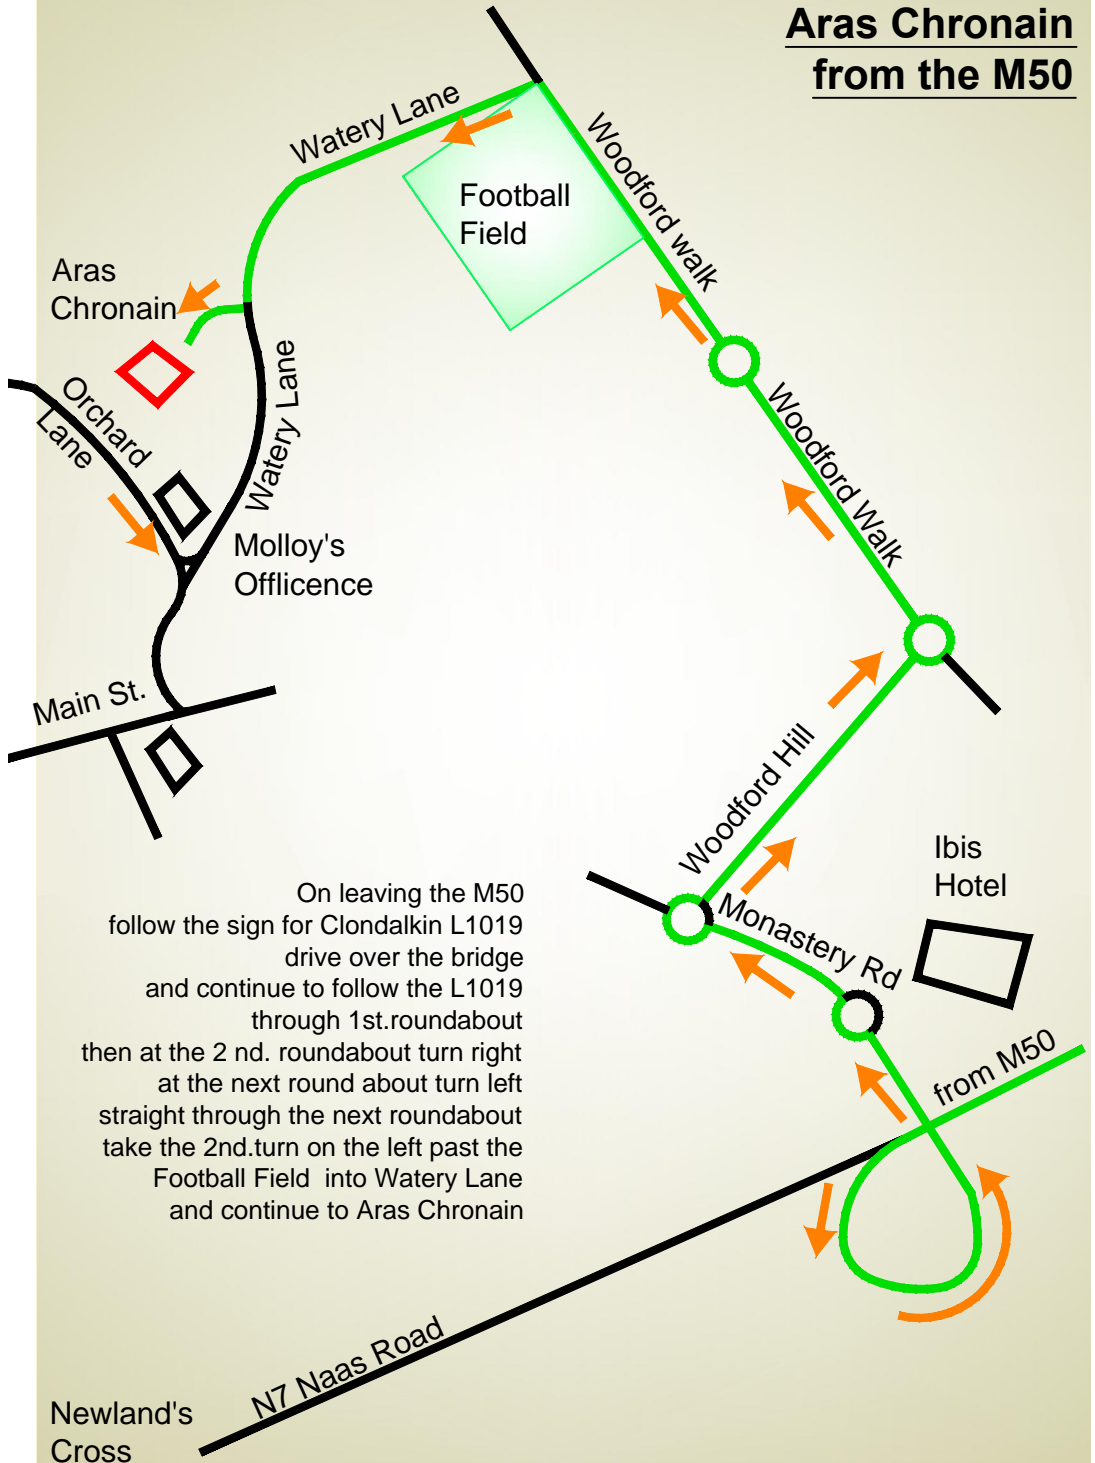 Aras Chronain
from the M50
Watery Lane
Woodford walk
Football
Field
Aras
Chronain
Orchard
Lane
Watery Lane
Woodford Walk
Molloy's
Offlicence
Main St.
Woodford Hill
Ibis
Hotel
Monastery Rd
On leaving the M50
follow the sign for Clondalkin L1019
drive over the bridge
and continue to follow the L1019
through 1st.roundabout
then at the 2 nd. roundabout turn right
at the next round about turn left
straight through the next roundabout
take the 2nd.turn on the left past the
Football Field  into Watery Lane
and continue to Aras Chronain
from M50
N7 Naas Road
Newland's
Cross